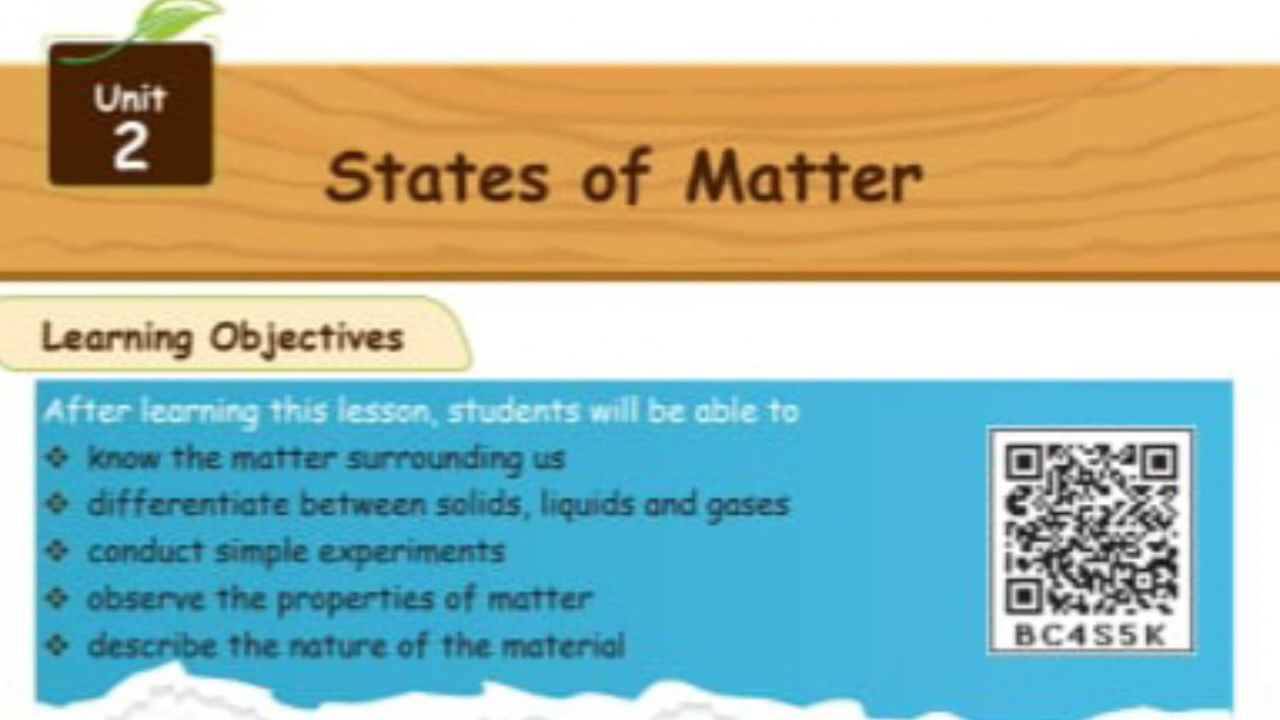 Unit
2
States of Matter
Learning Objectives
After learning this lesson, students will be able to
❖ know the matter surrounding us
❖ differentiate between solids, liquids and gases
❖ conduct simple experiments
❖ observe the properties of matter
❖ describe the nature of the material
BC4S5K